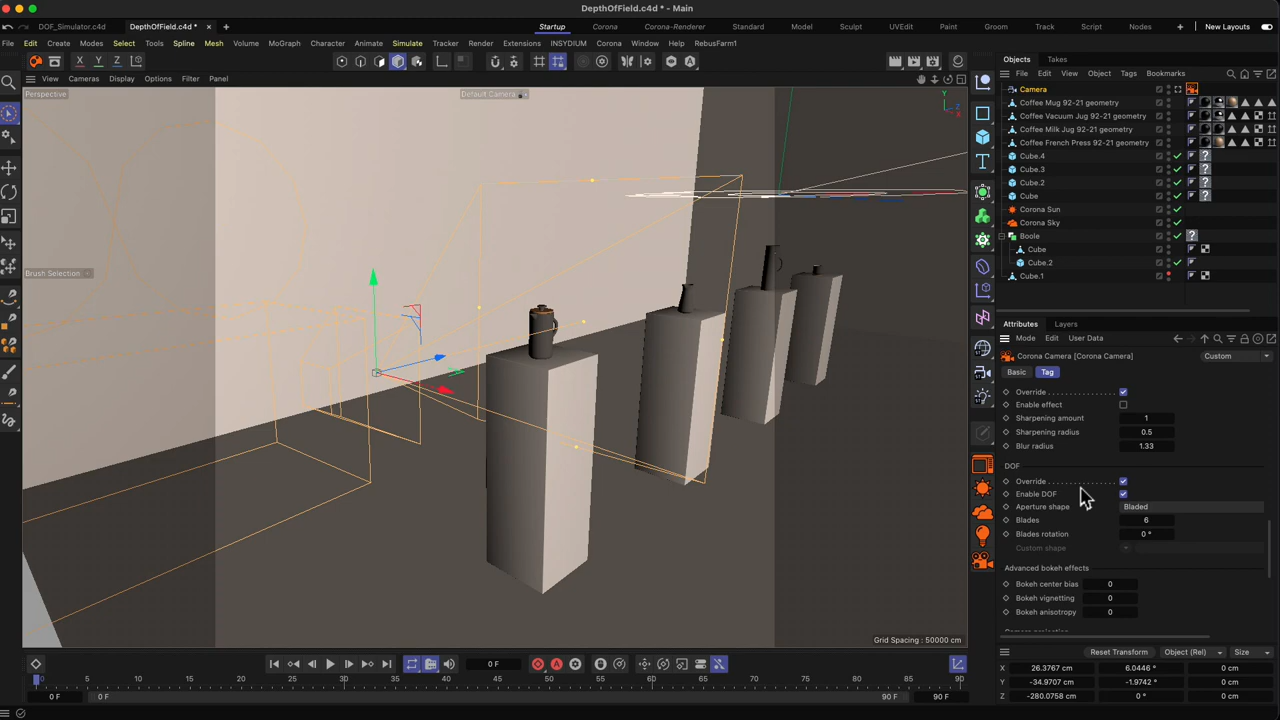 DepthOfField.c4d * - Main
DOF_Simulator.c4d
DepthOfField.c4d *
Startup
Corona
Corona-Renderer
Standard
Model
Sculpt
UVEdit
Paint
Groom
Track
Script
Nodes
New Layouts
File Edit Create Modes Select Tools Spline Mesh Volume MoGraph Character Animate Simulate Tracker Render Extensions INSYDIUM Corona Window Help RebusFarm1
X Y Z
Objects Takes
View Cameras Display Options Filter Panel
File Edit View Object Tags Bookmarks
Perspective
Default Camera
Y
Z
X
Camera
Coffee Mug 92-21 geometry
Coffee Vacuum Jug 92-21 geometry
Coffee Milk Jug 92-21 geometry
Coffee French Press 92-21 geometry
Cube.4
Cube.3
Cube.2
Cube
Corona Sun
Corona Sky
Boole
Cube
Cube.2
Cube.1
Brush Selection
Attributes Layers
Mode Edit User Data
Corona Camera [Corona Camera]
Custom
Basic Tag
Override
Enable effect
Sharpening amount 1
Sharpening radius 0.5
Blur radius 1.33
DOF
Override
Enable DOF
Aperture shape Bladed
Blades 6
Blades rotation 0 °
Custom shape
Advanced bokeh effects
Bokeh center bias 0
Bokeh vignetting 0
Bokeh anisotropy 0
Grid Spacing : 50000 cm
0 F
Reset Transform
Object (Rel)
Size
0 5 10 15 20 25 30 35 40 45 50 55 60 65 70 75 80 85 90
0 F
0 F
90 F
90 F
X 26.3767 cm 6.0446 ° 0 cm
Y -34.9707 cm -1.9742 ° 0 cm
Z -280.0758 cm 0 ° 0 cm